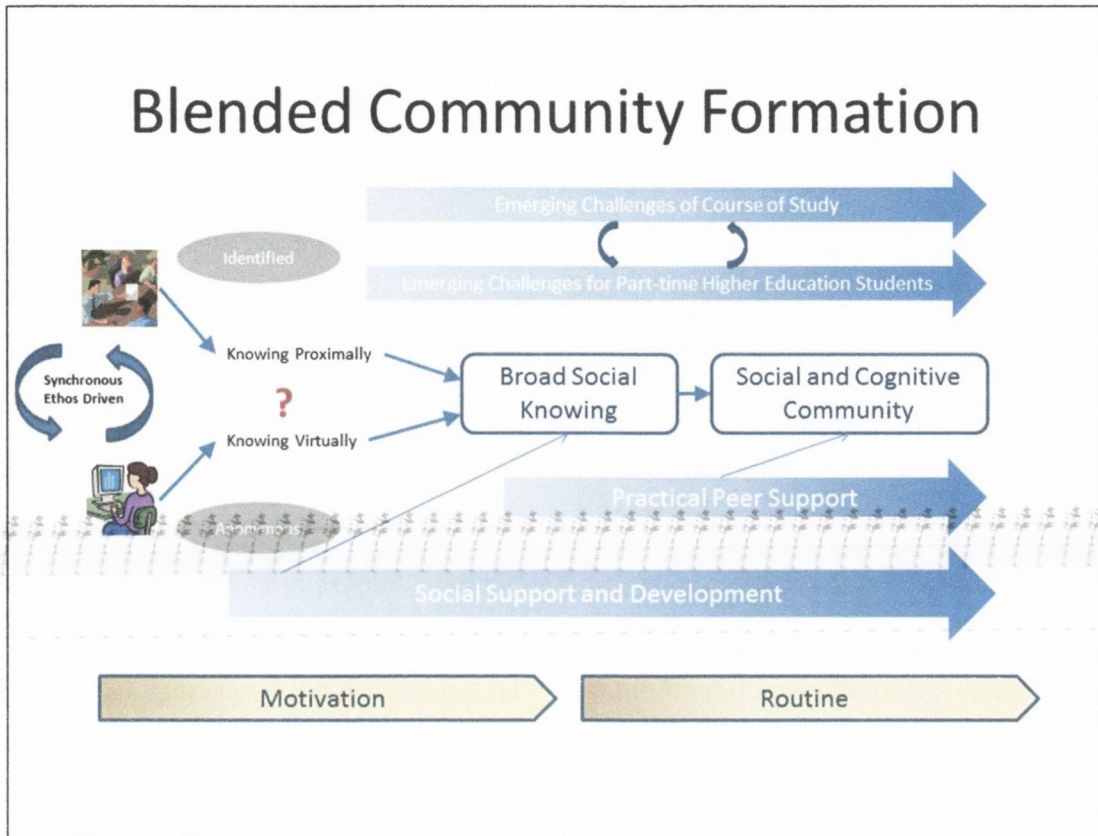 Blended Community Formation
Emerging Challenges of Course of Study
Identified
Emerging Challenges for Part-time Higher Education Students
Knowing Proximally
Synchronous
Ethos Driven
?
Broad Social
Knowing
Social and Cognitive
Community
Knowing Virtually
Practical Peer Support
Anonymous
Social Support and Development
Motivation
Routine